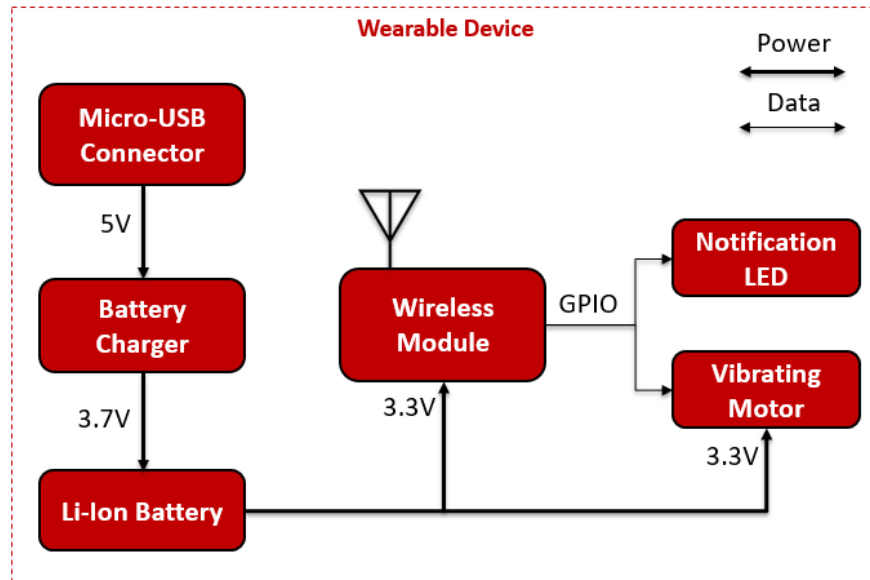 Wearable Device
Power
Data
Micro-USB
Connector
5V
Battery
Charger
3.7V
Li-Ion Battery
Wireless
Module
3.3V
GPIO
Notification
LED
Vibrating
Motor
3.3V